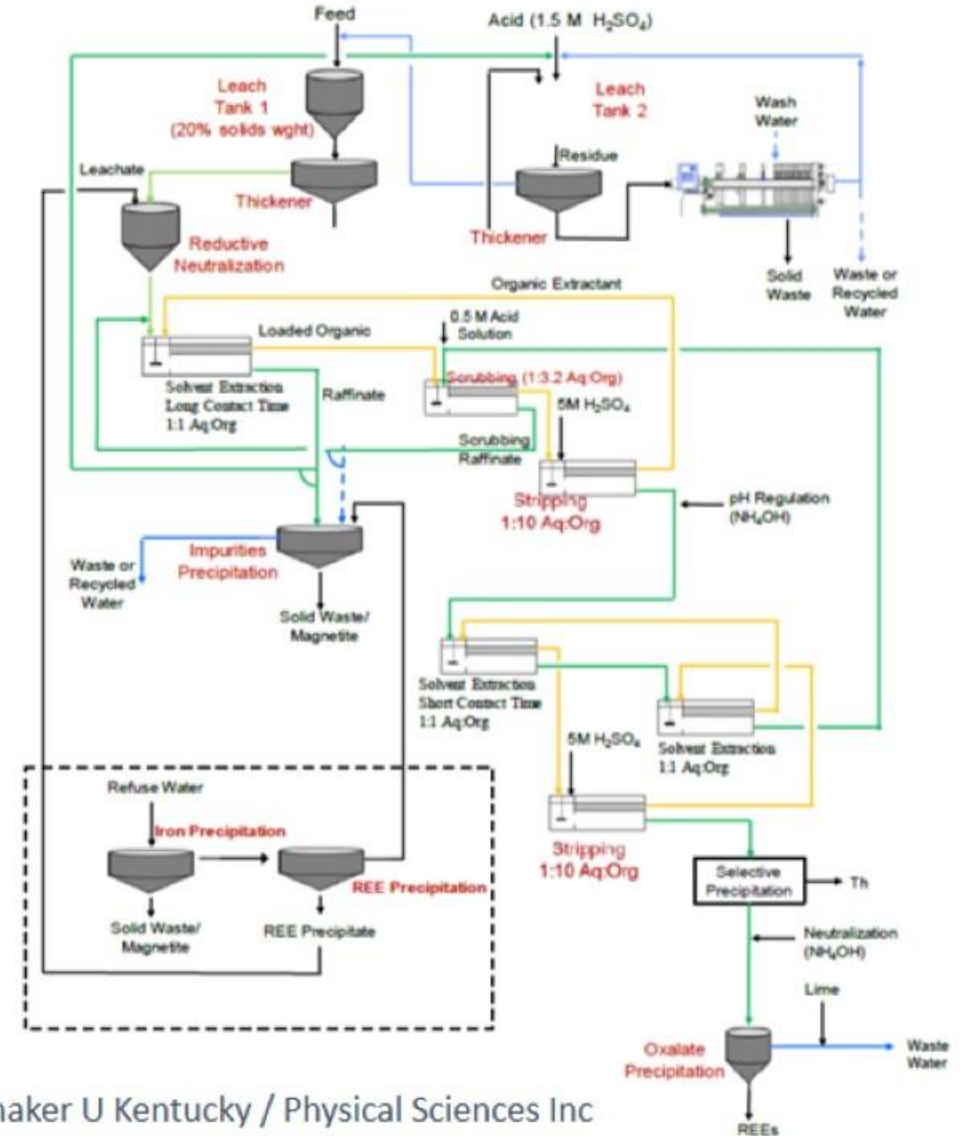 Feed
Acid (1.5 M H2SO4)
Leach
Tank 1
(20% solids wght)
Leach
Tank 2
Wash
Water
Leachate
Residue
Thickener
Thickener
Reductive
Neutralization
Solid
Waste
Waste or
Recycled
Water
Organic Extractant
Loaded Organic
0.5 M Acid
Solution
Scrubbing (1:3.2 Aq:Org)
Solvent Extraction
Long Contact Time
1:1 Aq:Org
Raffinate
5M H2SO4
Scrubbing
Raffinate
Stripping
1:10 Aq:Org
pH Regulation
(NH4OH)
Impurities
Precipitation
Waste or
Recycled
Water
Solid Waste/
Magnetite
Solvent Extraction
Short Contact Time
1:1 Aq:Org
5M H2SO4
Solvent Extraction
1:1 Aq:Org
Refuse Water
Iron Precipitation
REE Precipitation
Stripping
1:10 Aq:Org
Selective
Precipitation
Th
Solid Waste/
Magnetite
REE Precipitate
Neutralization
(NH4OH)
Lime
Oxalate
Precipitation
Waste
Water
REEs
U Kentucky / Physical Sciences Inc